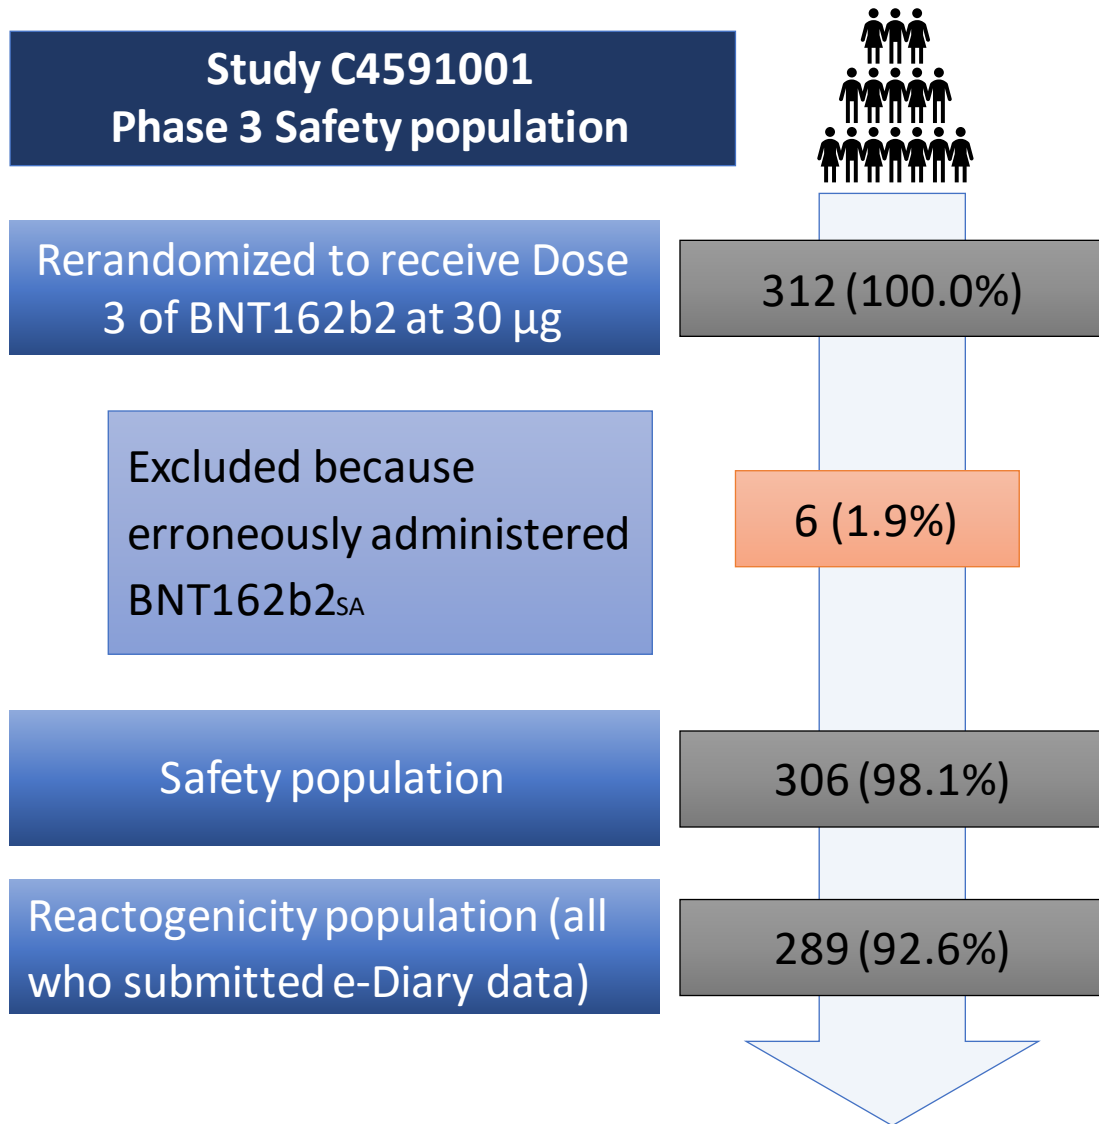 Study C4591001
Phase 3 Safety population
Rerandomized to receive Dose
3 of BNT162b2 at 30 µg
312 (100.0%)
Excluded because
erroneously administered
BNT162b2SA
6 (1.9%)
Safety population
306 (98.1%)
Reactogenicity population (all
who submitted e-Diary data)
289 (92.6%)